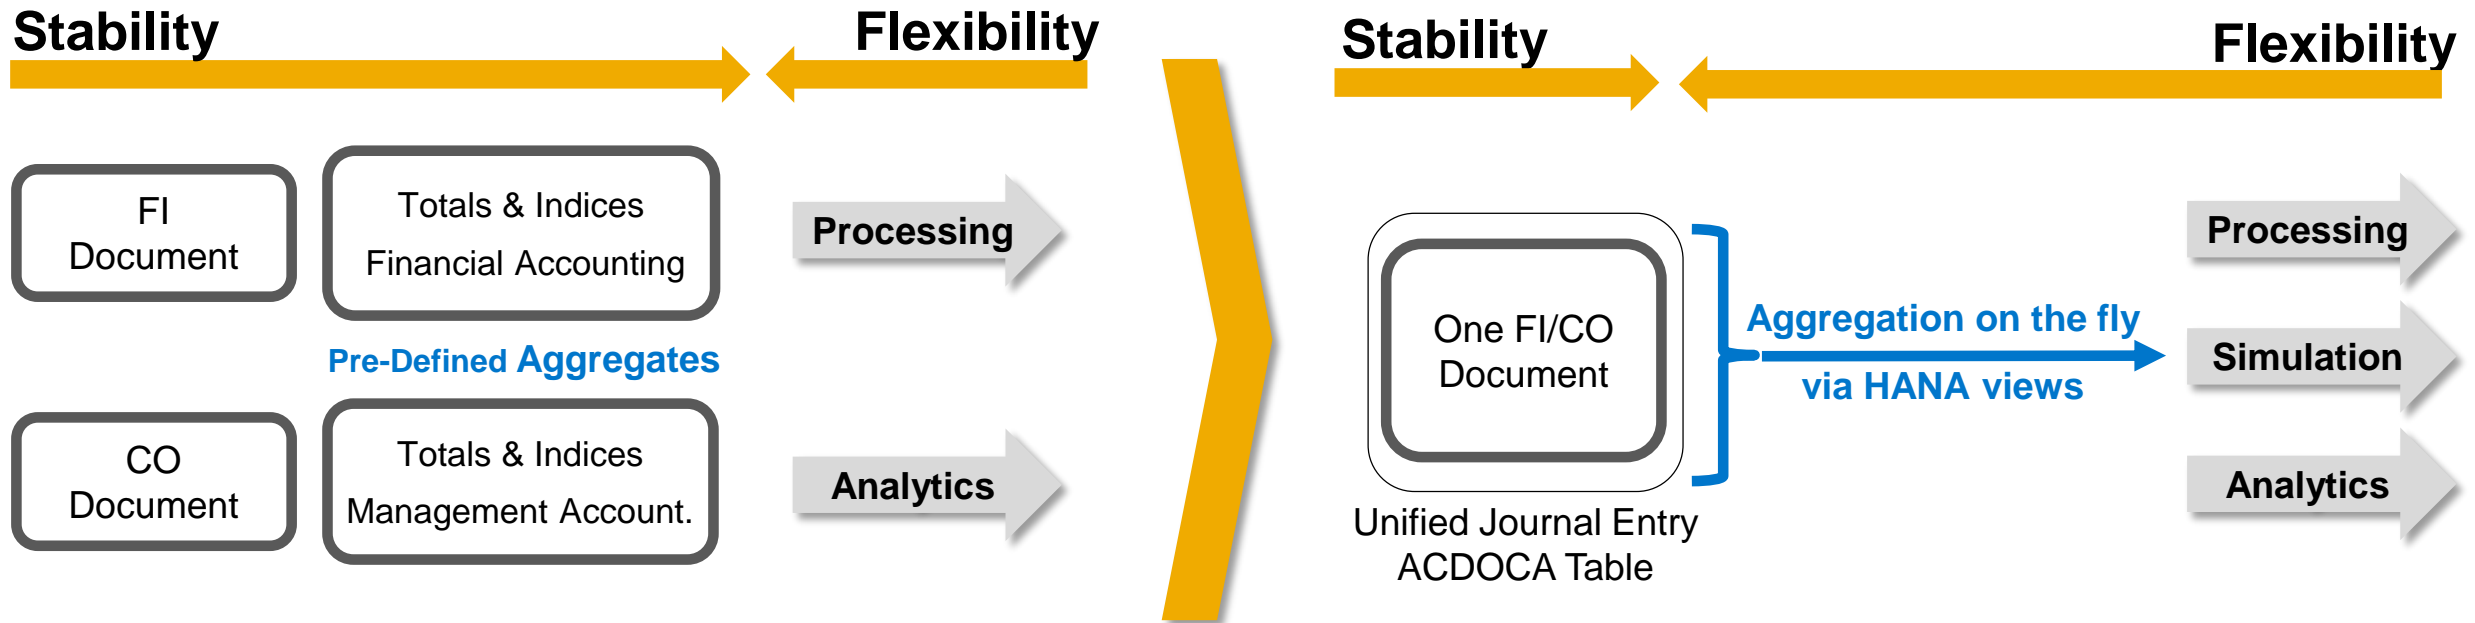 Stability
Flexibility
FI
Document
Totals & Indices
Financial Accounting
Processing
Pre-Defined Aggregates
CO
Document
Totals & Indices
Management Account.
Analytics
Stability
Flexibility
One FI/CO
Document
Unified Journal Entry
ACDOCA Table
Aggregation on the fly
via HANA views
Processing
Simulation
Analytics